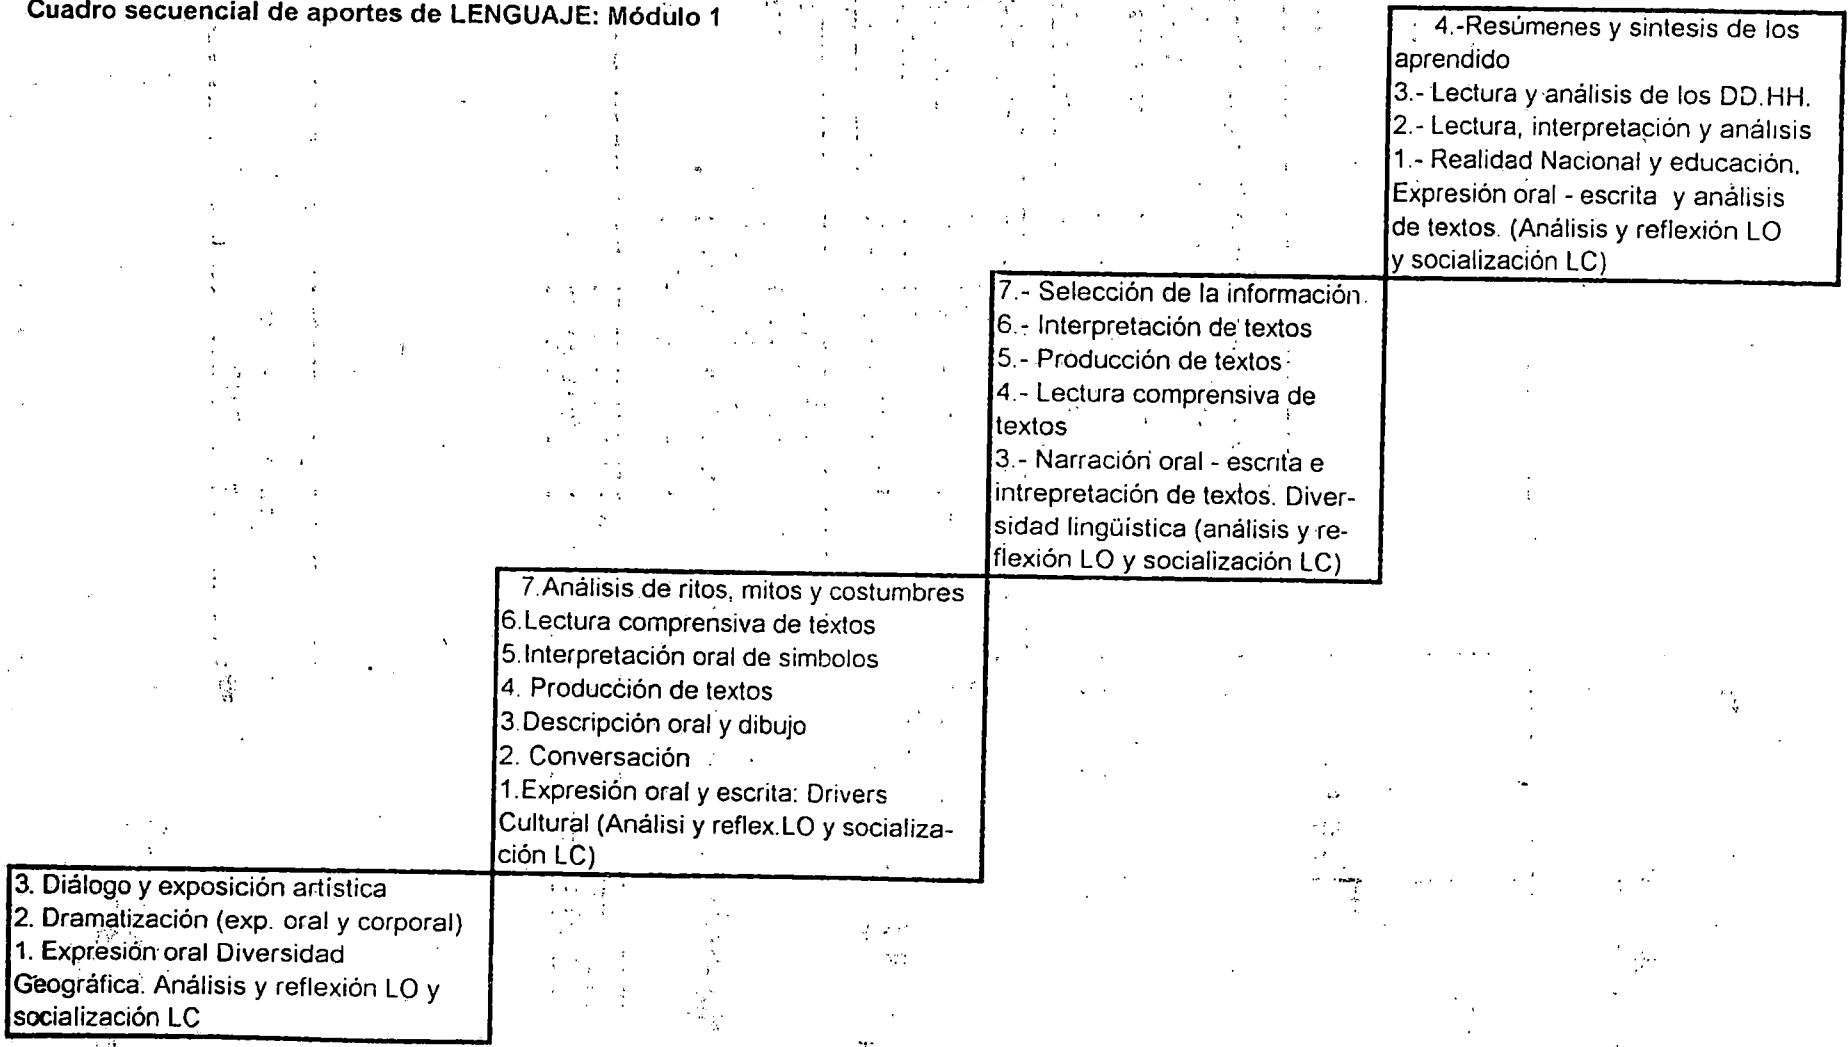 Cuadro secuencial de aportes de LENGUAJE: Módulo 1
4.-Resúmenes y sintesis de los
aprendido
3.- Lectura y análisis de los DD.HH.
2.- Lectura, interpretación y análisis
1.- Realidad Nacional y educación.
Expresión oral - escrita y análisis
de textos. (Análisis y reflexión LO
y socialización LC)
7.- Selección de la información.
6.- Interpretación de textos
5.- Producción de textos
4.- Lectura comprensiva de
textos
3.- Narración oral - escrita e
intrepretación de textos. Diver-
sidad lingüística (análisis y re-
flexión LO y socialización LC)
7.Análisis de ritos, mitos y costumbres
6.Lectura comprensiva de textos
5.Interpretación oral de simbolos
4. Producción de textos
3.Descripción oral y dibujo
2. Conversación
1.Expresión oral y escrita: Drivers
Cultural (Análisi y reflex.LO y socializa-
ción LC)
3. Diálogo y exposición artística
2. Dramatización (exp. oral y corporal)
1. Expresión oral Diversidad
Geográfica. Análisis y reflexión LO y
socialización LC